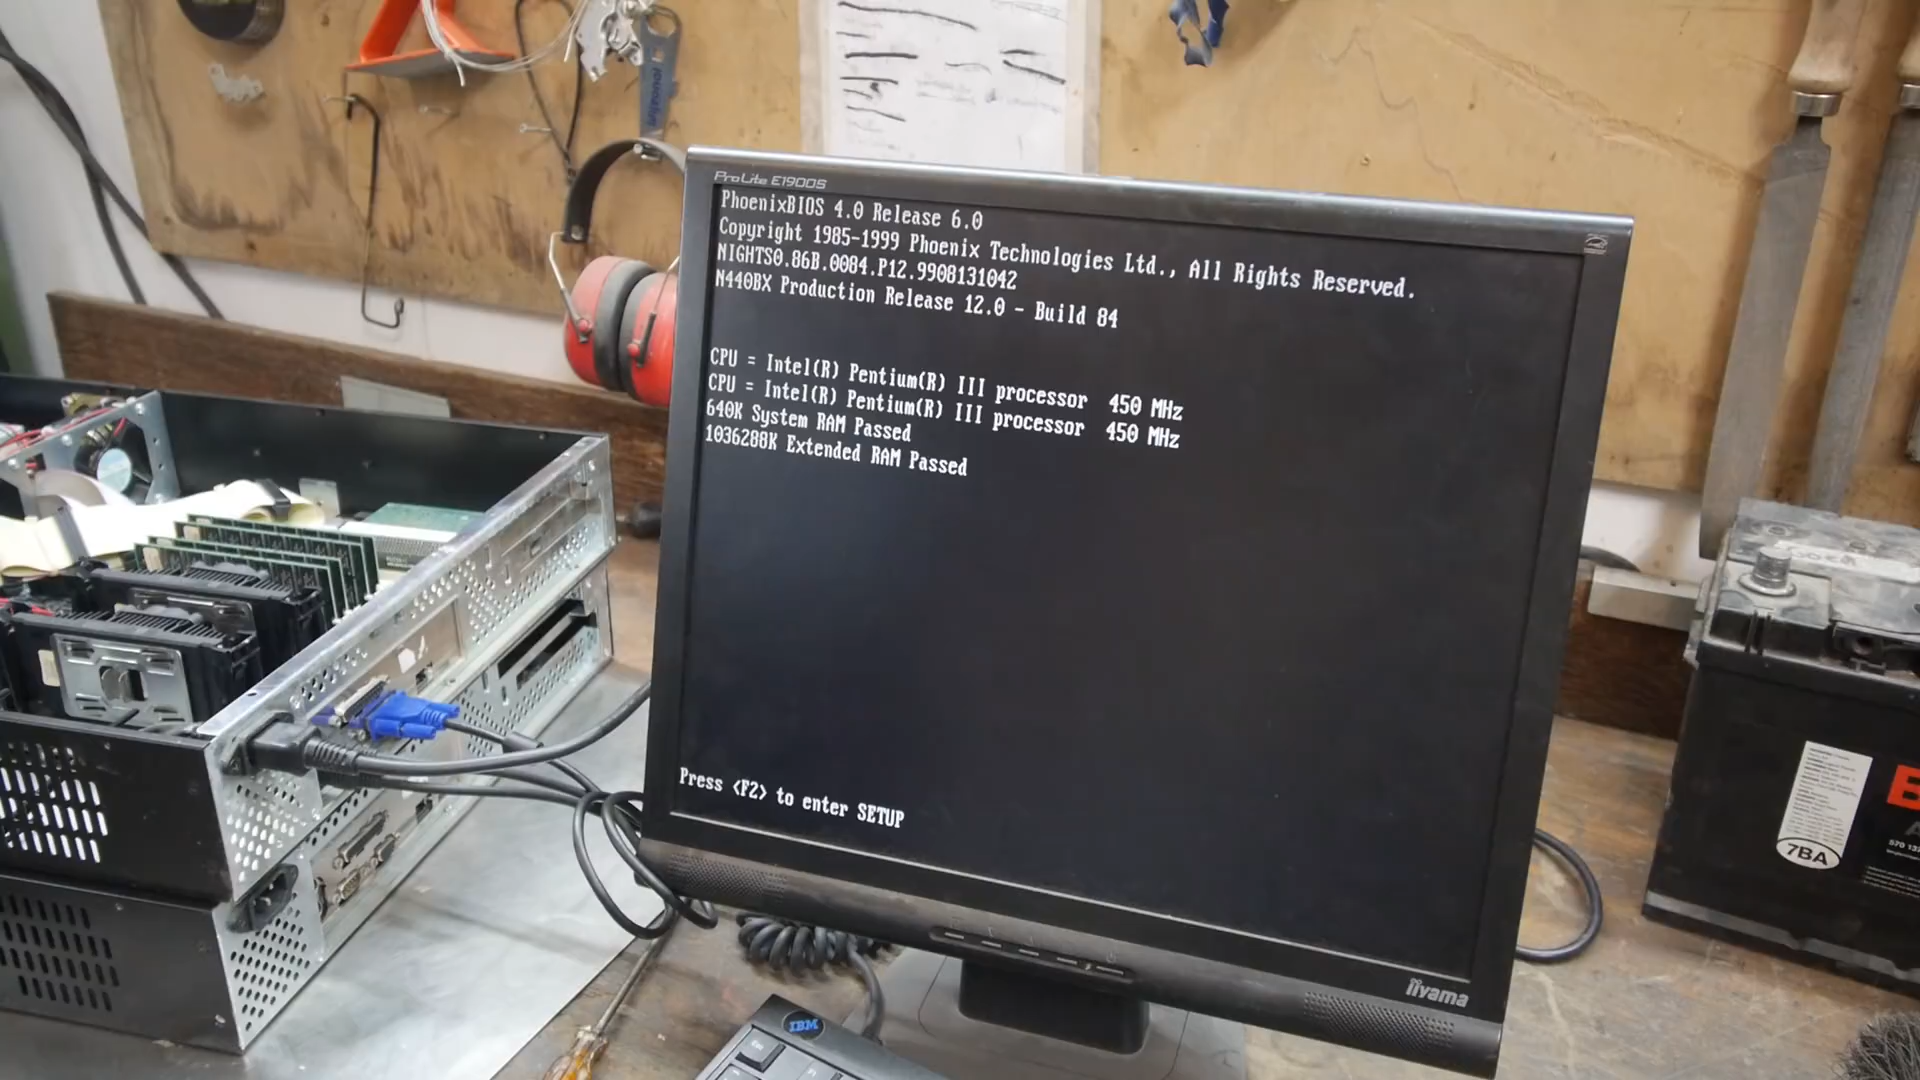 ProLite E1900S
PhoenixBIOS 4.0 Release 6.0
Copyright 1985-1999 Phoenix Technologies Ltd., All Rights Reserved.
NIGHTS0.86B.0084.P12.9908131042
N440BX Production Release 12.0 - Build 84
CPU = Intel(R) Pentium(R) III processor 450 MHz
CPU = Intel(R) Pentium(R) III processor 450 MHz
640K System RAM Passed
1036288K Extended RAM Passed
Press <F2> to enter SETUP
iiyama
IBM
Esc
7BA
B